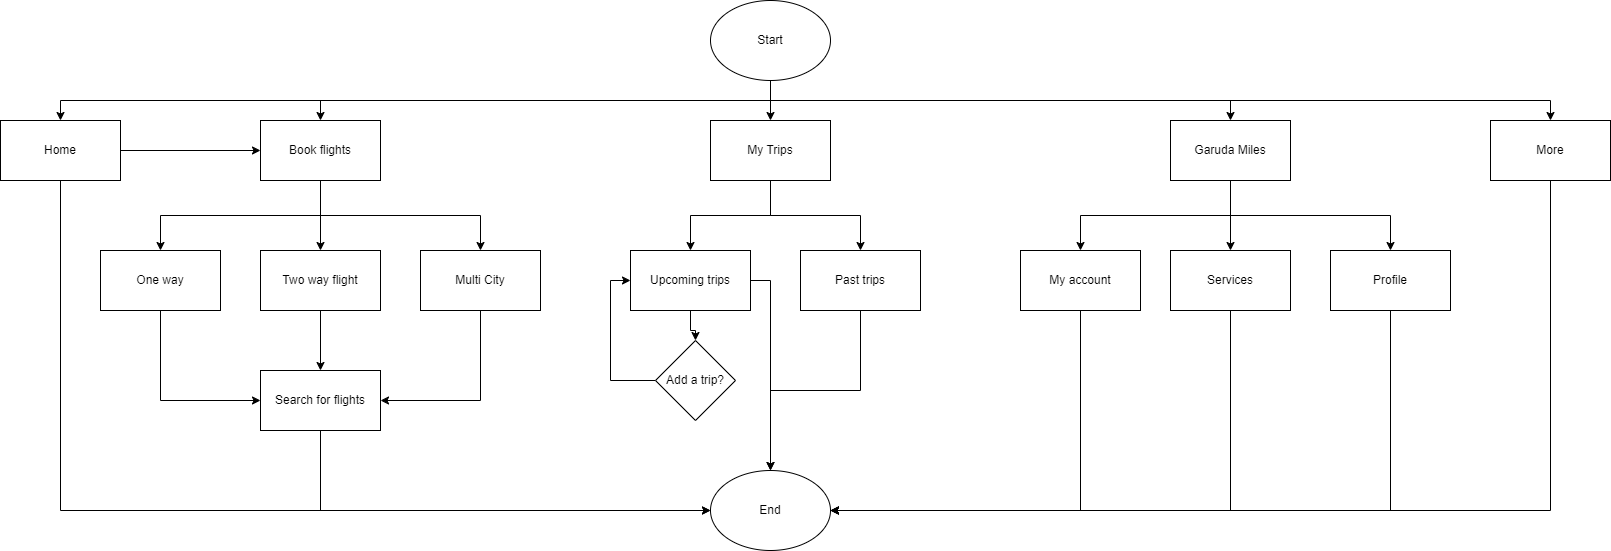 Start
Home
Book flights
My Trips
Garuda Miles
More
One way
Two way flight
Multi City
Upcoming trips
Past trips
My account
Services
Profile
Add a trip?
Search for flights
End